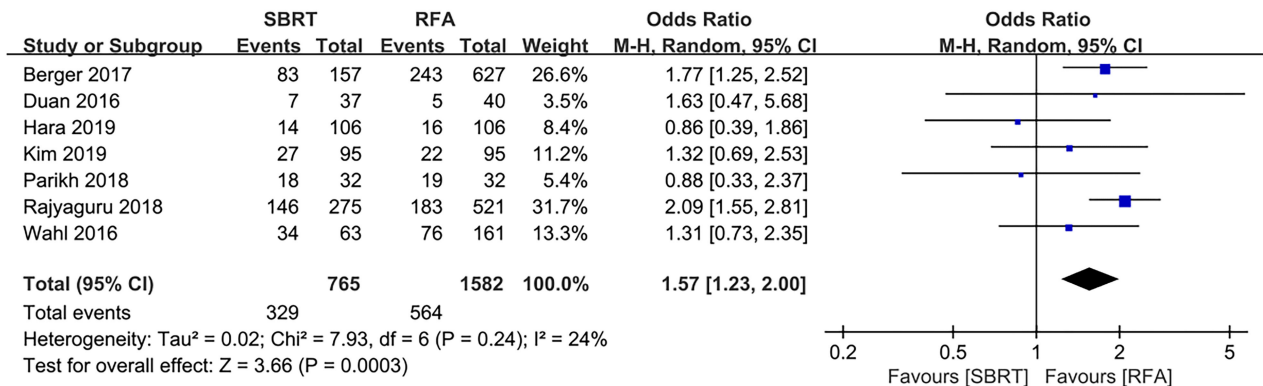 SBRT RFA Odds Ratio Odds Ratio
Study or Subgroup Events Total Events Total Weight M-H, Random, 95% CI M-H, Random, 95% CI
Berger 2017 83 157 243 627 26.6% 1.77 [1.25, 2.52]
Duan 2016 7 37 5 40 3.5% 1.63 [0.47, 5.68]
Hara 2019 14 106 16 106 8.4% 0.86 [0.39, 1.86]
Kim 2019 27 95 22 95 11.2% 1.32 [0.69, 2.53]
Parikh 2018 18 32 19 32 5.4% 0.88 [0.33, 2.37]
Rajyaguru 2018 146 275 183 521 31.7% 2.09 [1.55, 2.81]
Wahl 2016 34 63 76 161 13.3% 1.31 [0.73, 2.35]
Total (95% CI) 765 1582 100.0% 1.57 [1.23, 2.00]
Total events 329 564
Heterogeneity: Tau² = 0.02; Chi² = 7.93, df = 6 (P = 0.24); I² = 24%
Test for overall effect: Z = 3.66 (P = 0.0003)
0.2 0.5 1 2 5
Favours [SBRT] Favours [RFA]